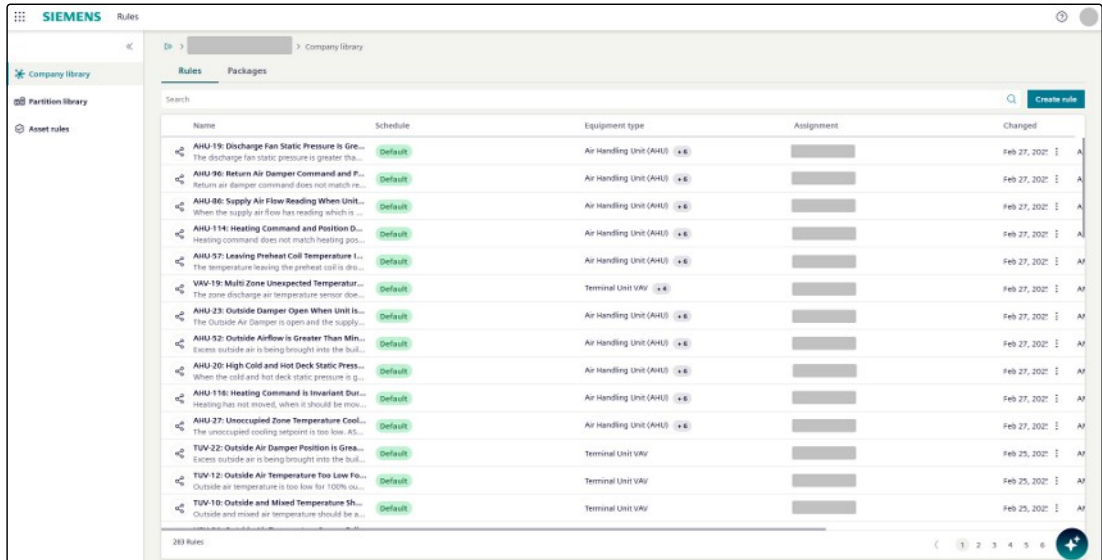 SIEMENS Rules
> > Company library
Company library
Partition library
Asset rules
Rules Packages
Search
Create rule
Name Schedule Equipment type Assignment Changed
AHU-19: Discharge Fan Static Pressure is Gre...
The discharge fan static pressure is greater tha...
Default Air Handling Unit (AHU) + 6 Feb 27, 202
AHU-96: Return Air Damper Command and P...
Return air damper command does not match re...
Default Air Handling Unit (AHU) + 6 Feb 27, 202
AHU-86: Supply Air Flow Reading When Unit...
When the supply air flow has reading which is ...
Default Air Handling Unit (AHU) + 6 Feb 27, 202
AHU-114: Heating Command and Position D...
Heating command does not match heating pos...
Default Air Handling Unit (AHU) + 6 Feb 27, 202
AHU-57: Leaving Preheat Coil Temperature I...
The temperature leaving the preheat coil is dro...
Default Air Handling Unit (AHU) + 6 Feb 27, 202
VAV-19: Multi Zone Unexpected Temperatur...
The zone discharge air temperature sensor doe...
Default Terminal Unit VAV + 6 Feb 27, 202
AHU-23: Outside Damper Open When Unit is...
The Outside Air Damper is open and the supply...
Default Air Handling Unit (AHU) + 6 Feb 27, 202
AHU-52: Outside Airflow is Greater Than Min...
Excess outside air is being brought into the buil...
Default Air Handling Unit (AHU) + 6 Feb 27, 202
AHU-20: High Cold and Hot Deck Static Press...
When the cold and hot deck static pressure is g...
Default Air Handling Unit (AHU) + 6 Feb 27, 202
AHU-116: Heating Command is Invariant Dur...
Heating has not moved, when it should be mov...
Default Air Handling Unit (AHU) + 6 Feb 27, 202
AHU-27: Unoccupied Zone Temperature Cool...
The unoccupied cooling setpoint is too low. AS...
Default Air Handling Unit (AHU) + 6 Feb 27, 202
TUV-22: Outside Air Damper Position is Grea...
Excess outside air is being brought into the buil...
Default Terminal Unit VAV Feb 25, 202
TUV-12: Outside Air Temperature Too Low Fo...
Outside air temperature is too low for 100% ou...
Default Terminal Unit VAV Feb 25, 202
TUV-10: Outside and Mixed Temperature Sh...
Outside and mixed air temperature should be a...
Default Terminal Unit VAV Feb 25, 202
283 Rules
1 2 3 4 5 6